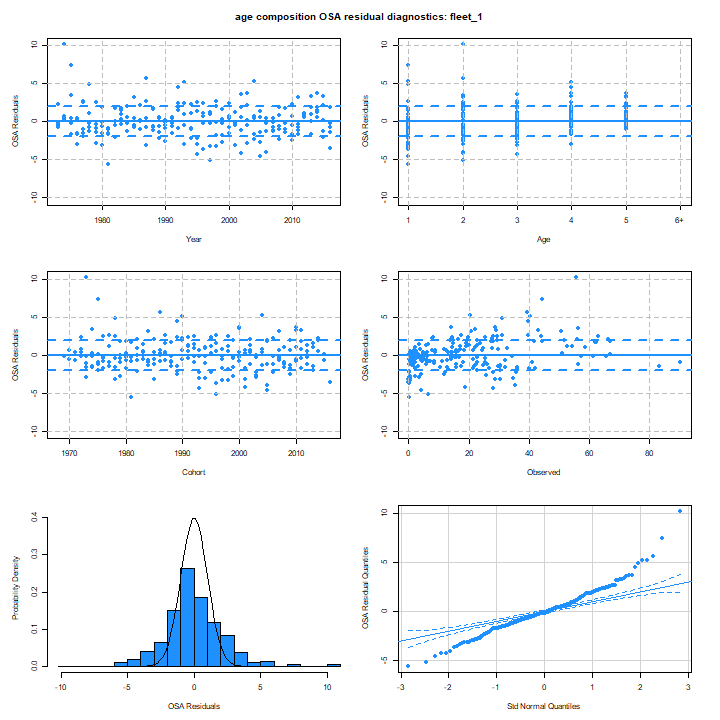 age composition OSA residual diagnostics: fleet_1
10
5
0
-5
-10
OSA Residuals
1980 1990 2000 2010
Year
10
5
0
-5
-10
OSA Residuals
1 2 3 4 5 6+
Age
10
5
0
-5
-10
OSA Residuals
1970 1980 1990 2000 2010
Cohort
10
5
0
-5
-10
OSA Residuals
0 20 40 60 80
Observed
0.4
0.3
0.2
0.1
0.0
Probability Density
-10 -5 0 5 10
OSA Residuals
10
5
0
-5
OSA Residual Quantiles
-3 -2 -1 0 1 2 3
Std Normal Quantiles